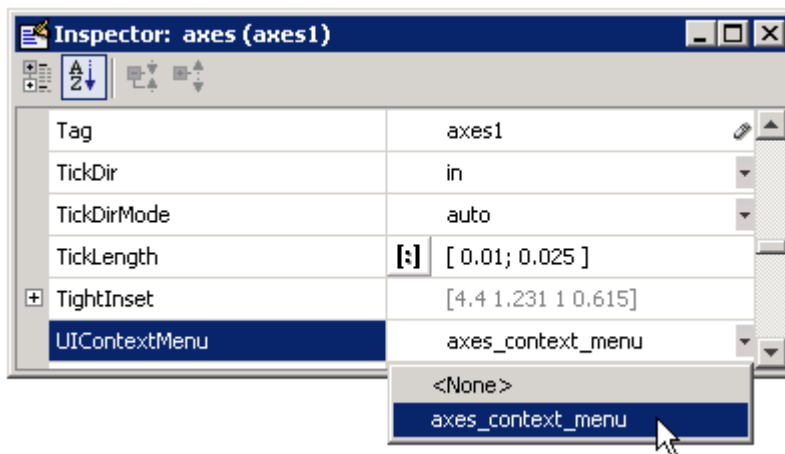 Inspector: axes (axes1)
Tag axes1
TickDir in
TickDirMode auto
TickLength [:] [ 0.01; 0.025 ]
TightInset [4.4 1.231 1 0.615]
UIContextMenu axes_context_menu
<None>
axes_context_menu